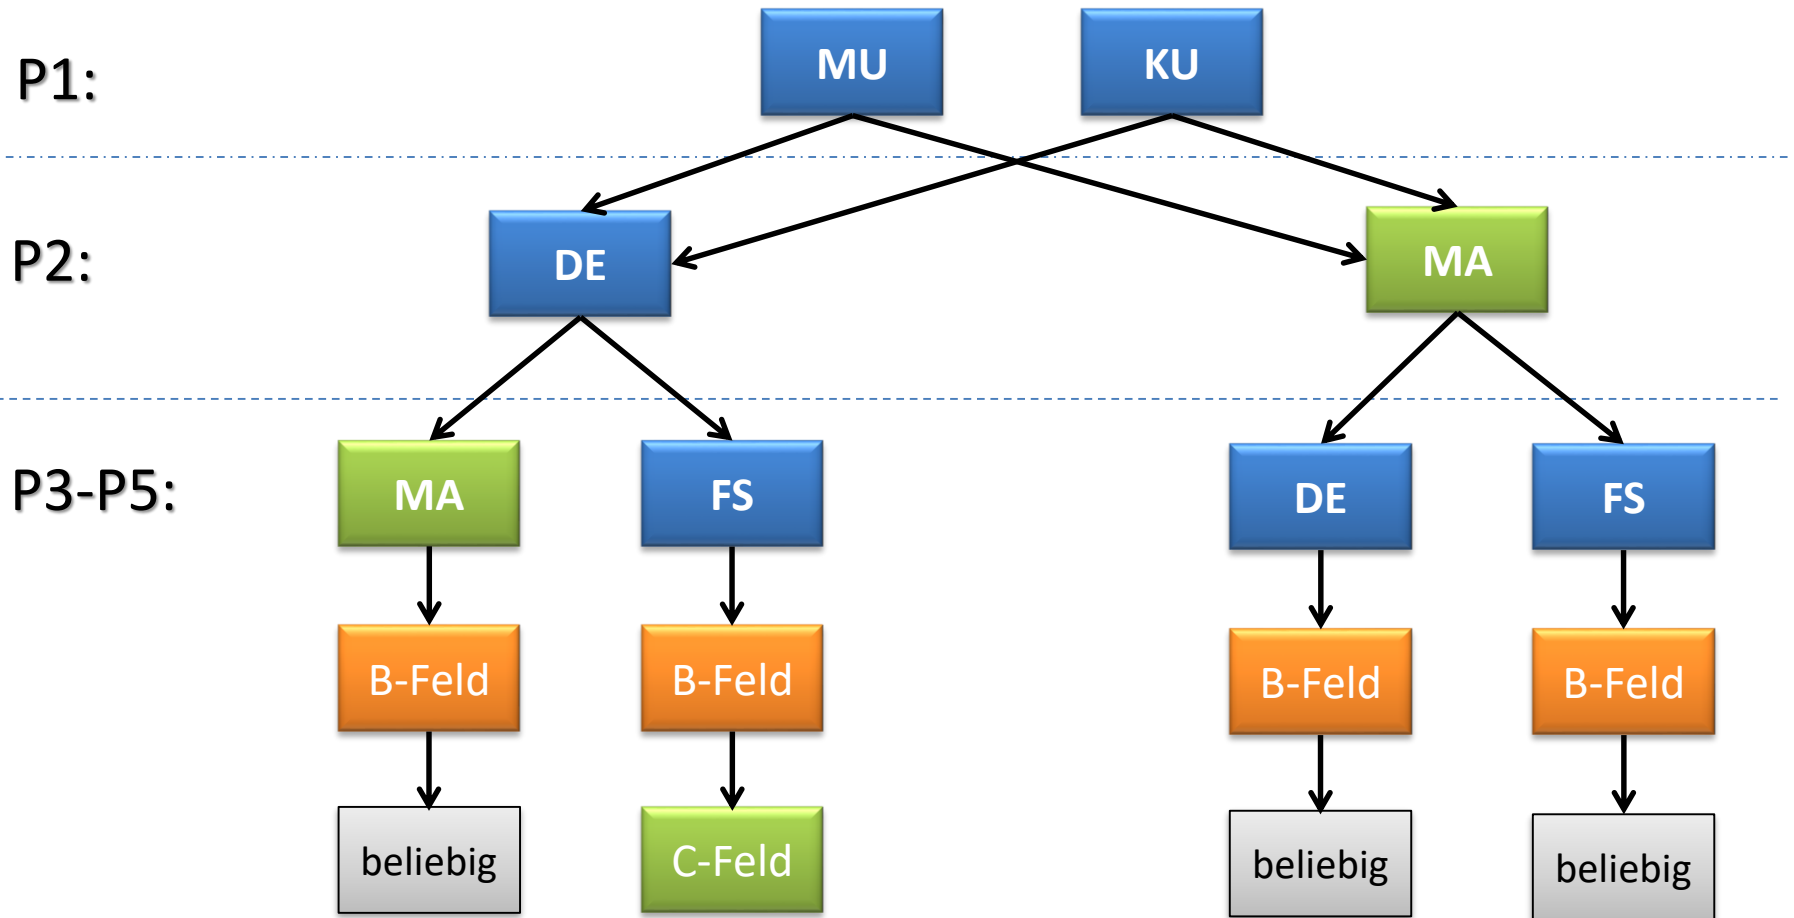 P1:
MU
KU
P2:
DE
MA
P3-P5:
MA
FS
DE
FS
B-Feld
B-Feld
B-Feld
B-Feld
beliebig
C-Feld
beliebig
beliebig